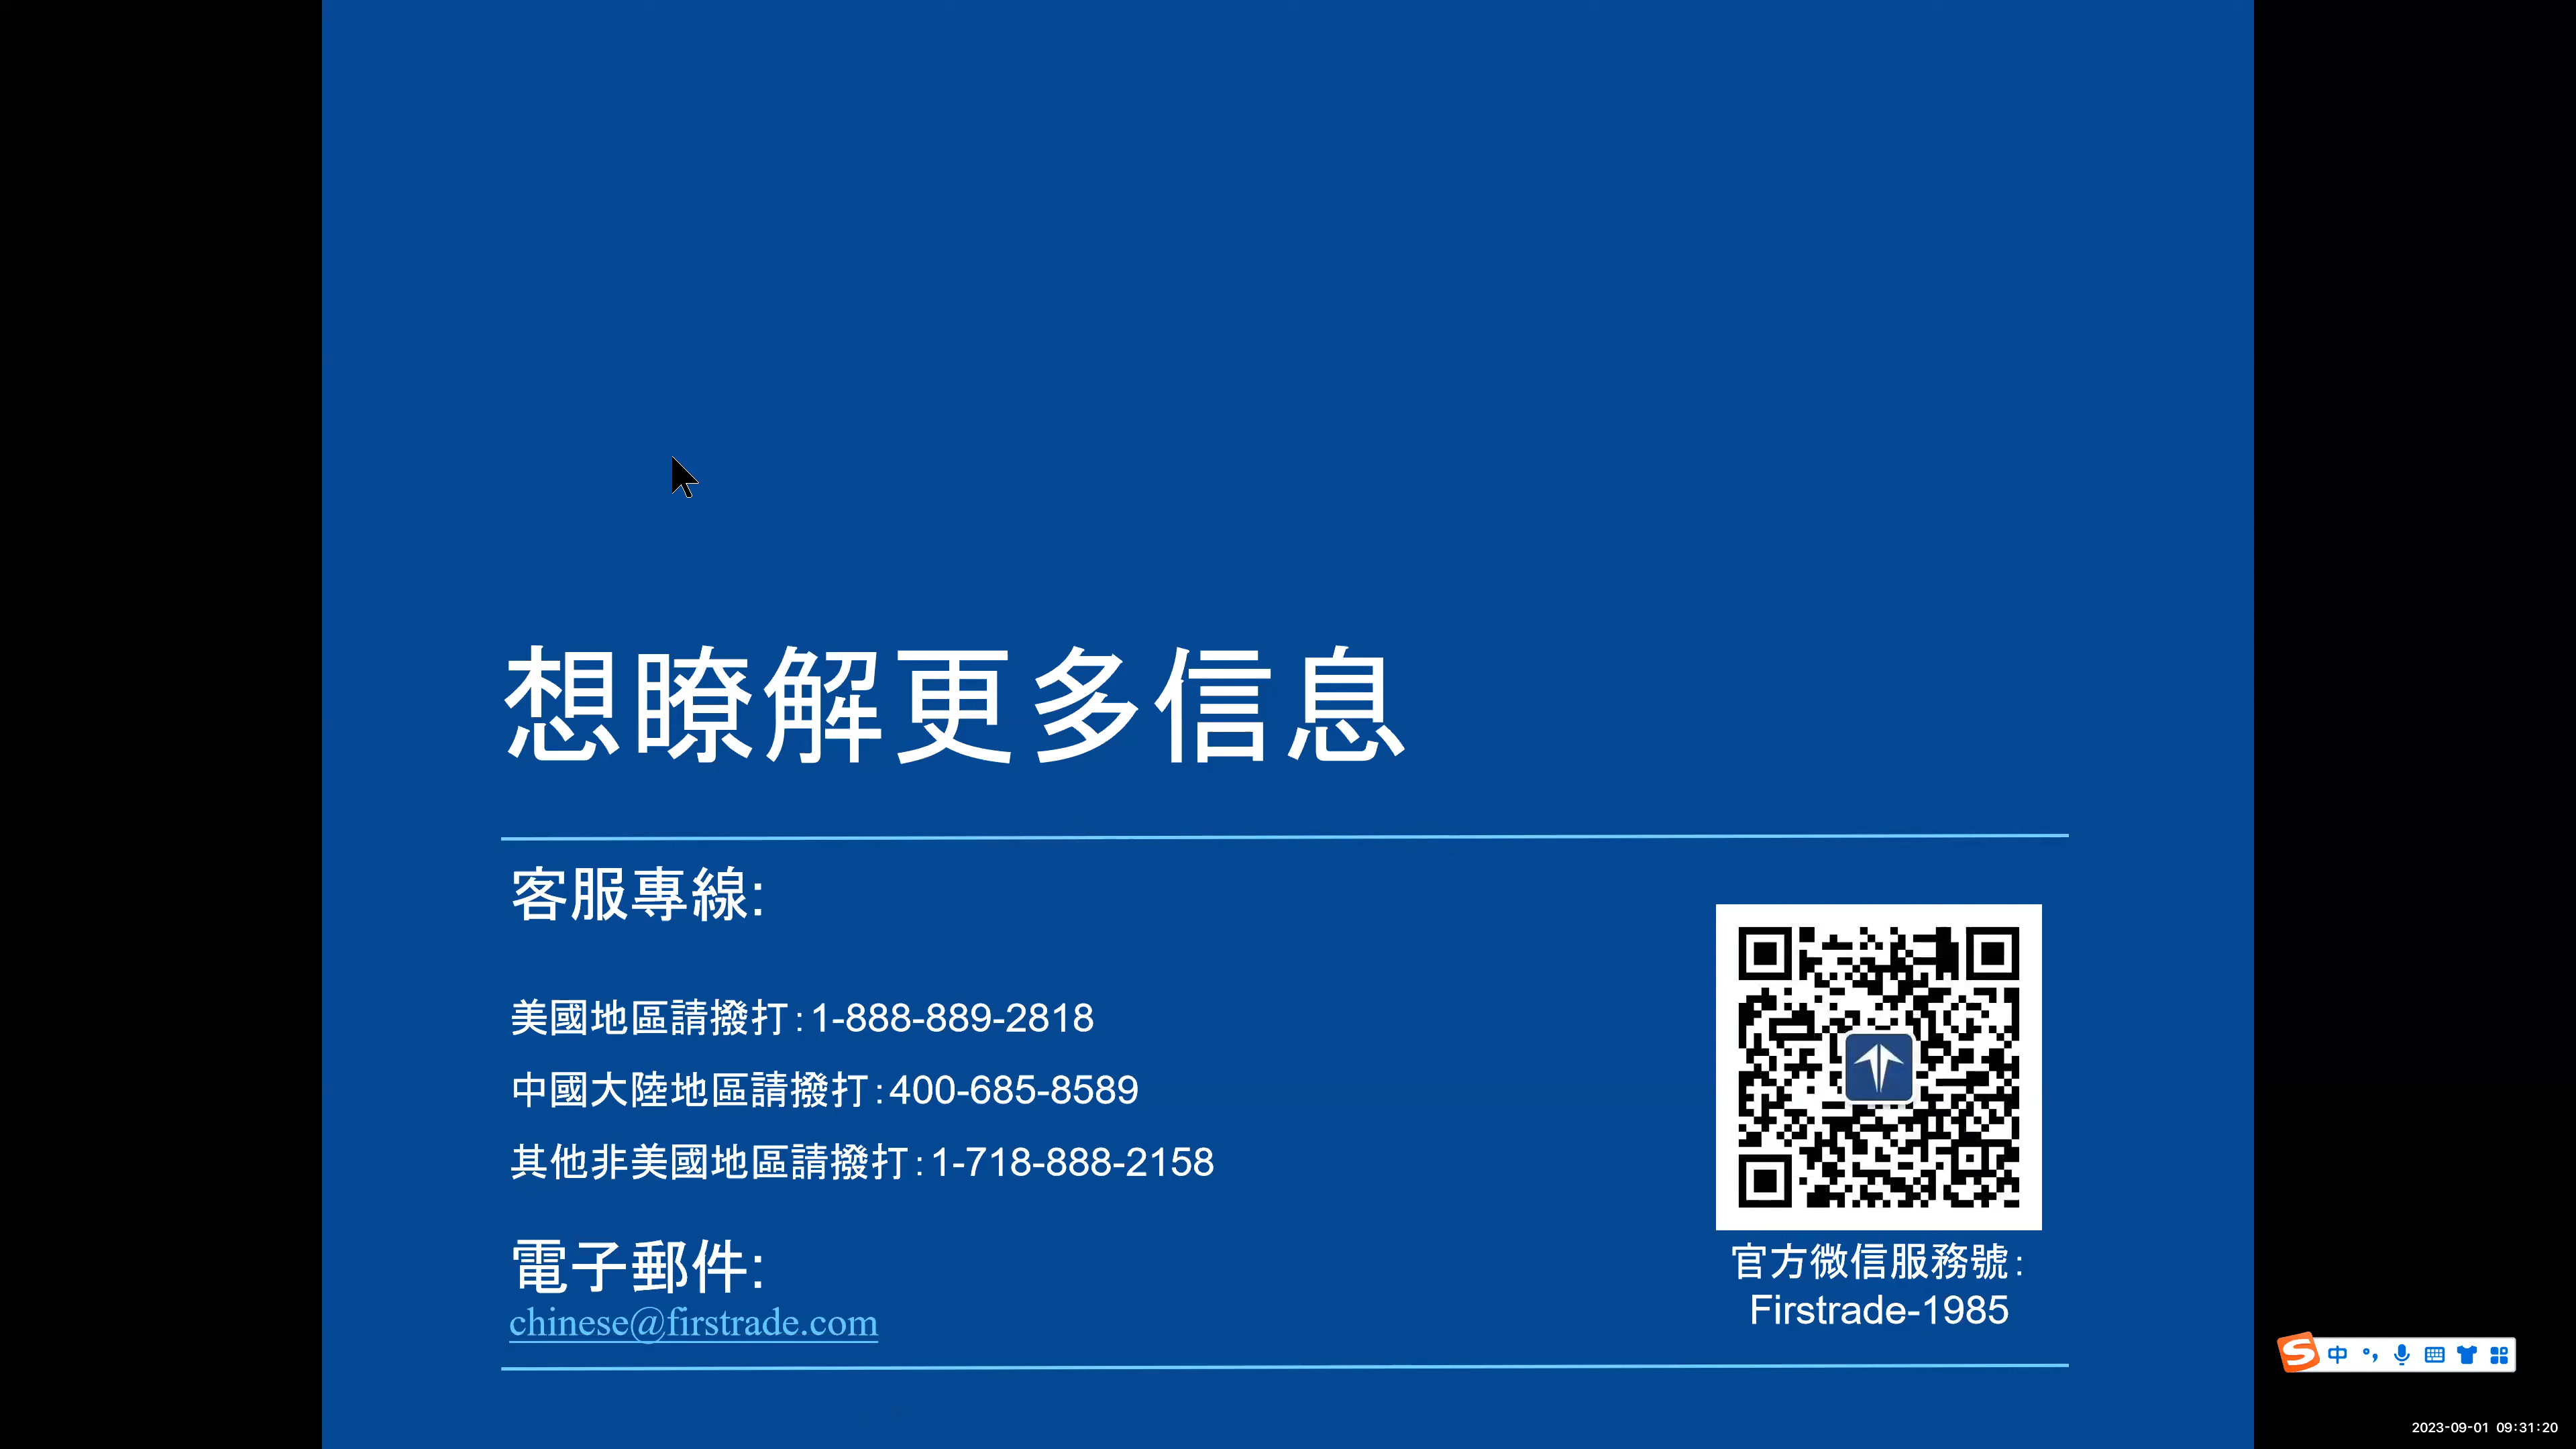 想瞭解更多信息
客服專線:
美國地區請撥打：1-888-889-2818
中國大陸地區請撥打：400-685-8589
其他非美國地區請撥打：1-718-888-2158
電子郵件:
chinese@firstrade.com
官方微信服務號：
Firstrade-1985
中
2023-09-01 09:31:20